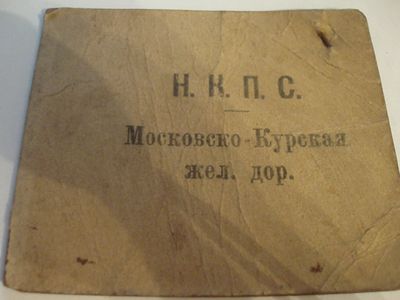 Н. К. П. С.
Московско-Курская
жел. дор.